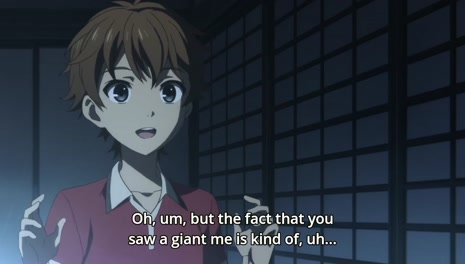 Oh, um, but the fact that you
saw a giant me is kind of, uh...